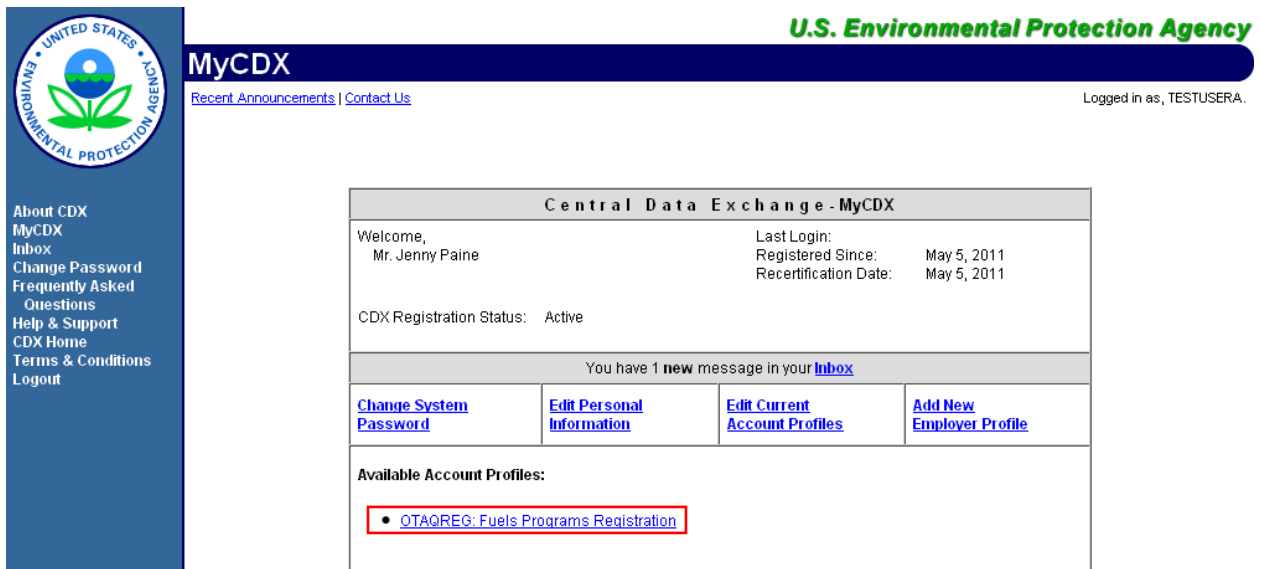 UNITED STATES
ENVIRONMENTAL PROTECTION AGENCY
U.S. Environmental Protection Agency
MyCDX
Recent Announcements | Contact Us
Logged in as, TESTUSERA.
About CDX
MyCDX
Inbox
Change Password
Frequently Asked
Questions
Help & Support
CDX Home
Terms & Conditions
Logout
Central Data Exchange - MyCDX
Welcome,
Mr. Jenny Paine
Last Login:
Registered Since: May 5, 2011
Recertification Date: May 5, 2011
CDX Registration Status: Active
You have 1 new message in your Inbox
Change System
Password
Edit Personal
Information
Edit Current
Account Profiles
Add New
Employer Profile
Available Account Profiles:
• OTAQREG: Fuels Programs Registration